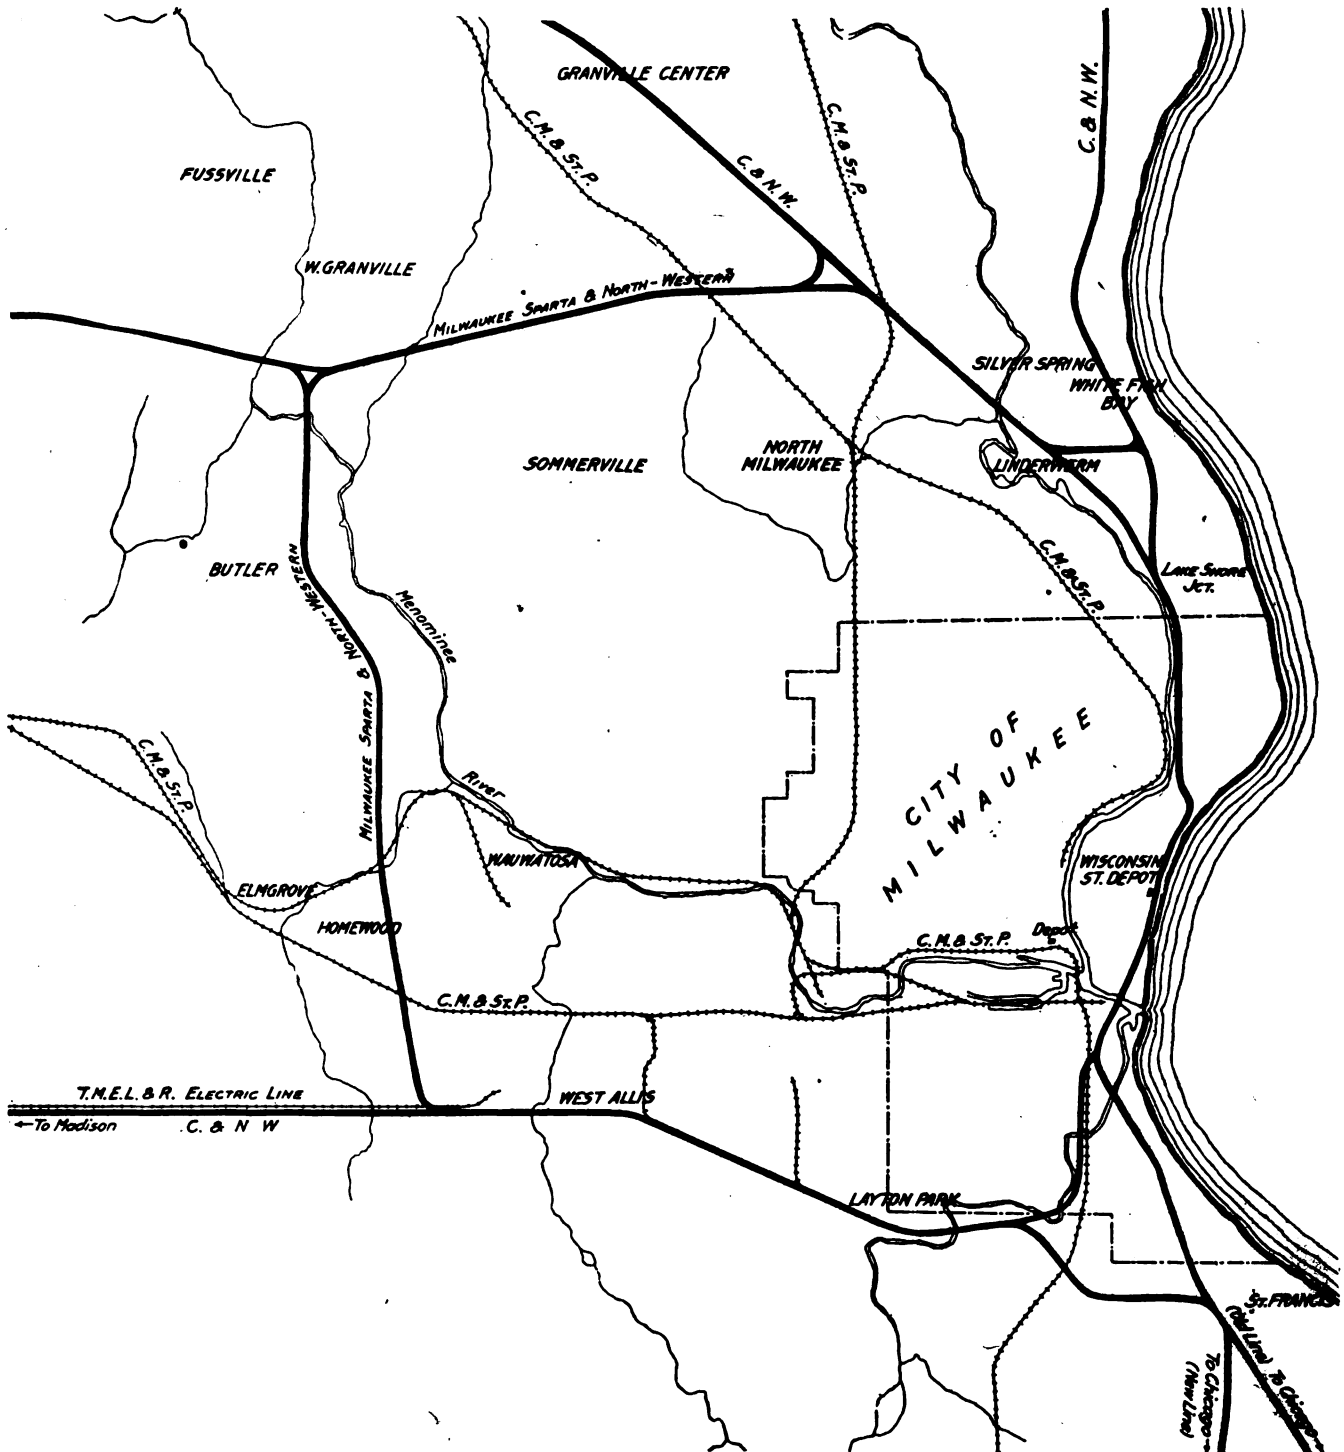 GRANVILLE CENTER
C. & N.W.
C.M.& ST.P.
C.M.& ST.P.
C. & N.W.
FUSSVILLE
W.GRANVILLE
MILWAUKEE SPARTA & NORTH-WESTERN
SILVER SPRING
WHITE FISH
BAY
NORTH
MILWAUKEE
SOMMERVILLE
LINDERWERM
BUTLER
MILWAUKEE SPARTA & NORTH-WESTERN
Menominee
River
C.M.& ST.P.
LAKE SHORE
JCT.
CITY OF
MILWAUKEE
C.M.& ST.P.
WAUWATOSA
WISCONSIN
ST. DEPOT
ELMGROVE
HOMEWOOD
Depot
C.M.& ST.P.
C.M.& ST.P.
T.M.E.L.& R. ELECTRIC LINE
WEST ALLIS
←To Madison C. & N W
LAYTON PARK
ST.FRANCIS
(Old Line) To Chicago→
To Chicago→
(New Line)